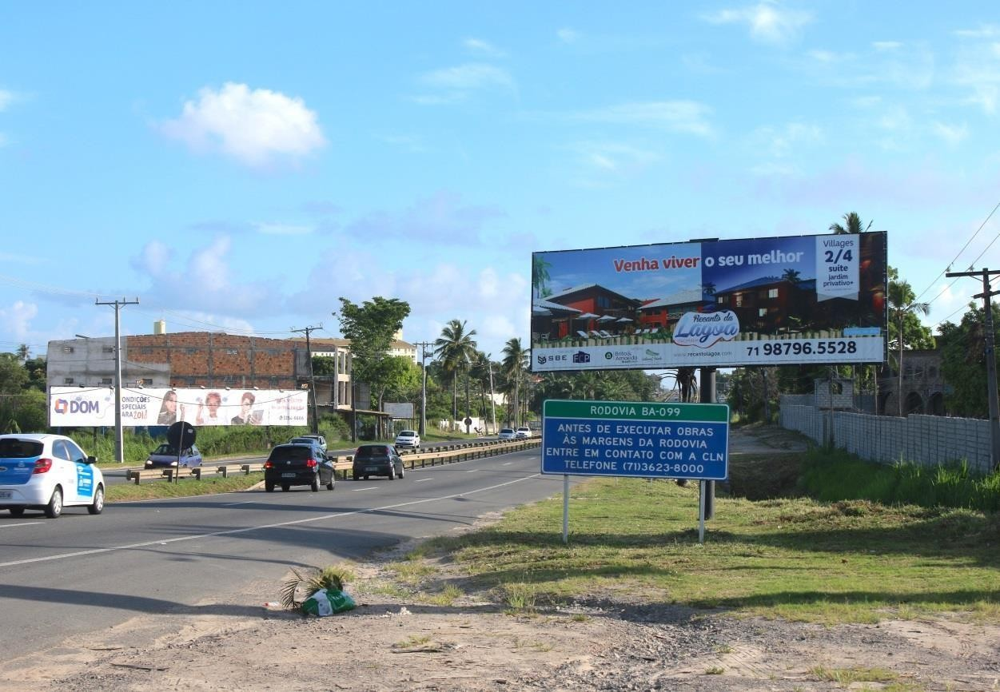 Venha viver o seu melhor
Villages
2/4
suíte
jardim
privativo*
Recanto da
Lagoa
SBE
FCP
Brito &
Amoedo
www.recantolagoa.com
71 98796.5528
RODOVIA BA-099
ANTES DE EXECUTAR OBRAS
ÀS MARGENS DA RODOVIA
ENTRE EM CONTATO COM A CLN
TELEFONE (71)3623-8000
DOM
CONDIÇÕES
ESPECIAIS
PARA 2018